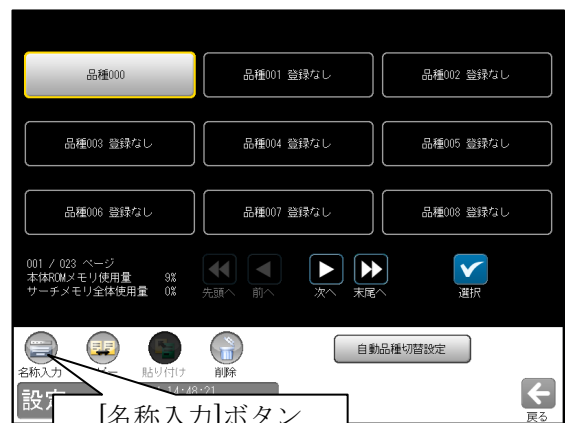 品種000
品種001 登録なし
品種002 登録なし
品種003 登録なし
品種004 登録なし
品種005 登録なし
品種006 登録なし
品種007 登録なし
品種008 登録なし
001 / 023 ページ
本体ROMメモリ使用量 9%
サーチメモリ全体使用量 0%
先頭へ 前へ 次へ 末尾へ 選択
自動品種切替設定
名称入力 ピー 貼り付け 削除
設定 14:48:21
[名称入力]ボタン
戻る